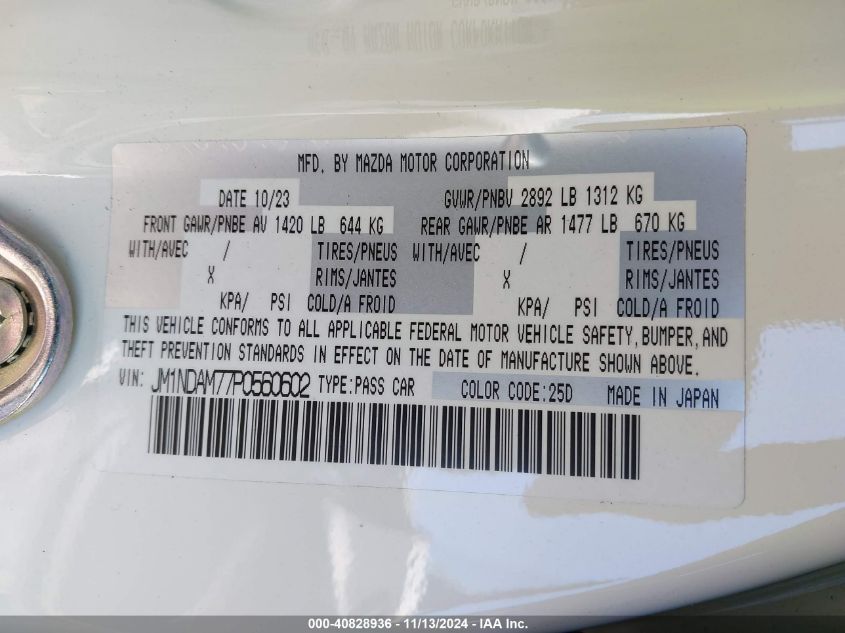 MFD. BY MAZDA MOTOR CORPORATION
DATE 10/23 GVWR/PNBV 2892 LB 1312 KG
FRONT GAWR/PNBE AV 1420 LB 644 KG REAR GAWR/PNBE AR 1477 LB 670 KG
WITH/AVEC / TIRES/PNEUS WITH/AVEC / TIRES/PNEUS
X RIMS/JANTES X RIMS/JANTES
KPA/ PSI COLD/A FROID KPA/ PSI COLD/A FROID
THIS VEHICLE CONFORMS TO ALL APPLICABLE FEDERAL MOTOR VEHICLE SAFETY, BUMPER, AND
THEFT PREVENTION STANDARDS IN EFFECT ON THE DATE OF MANUFACTURE SHOWN ABOVE.
VIN: JM1NDAM77P0560602 TYPE:PASS CAR COLOR CODE:25D MADE IN JAPAN
000-40828936 - 11/13/2024 - IAA Inc.